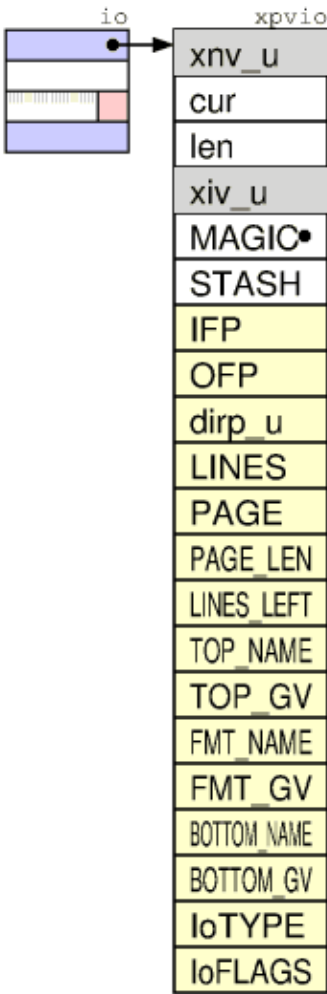 io
xpvio
xnv_u
cur
len
xiv_u
MAGIC
STASH
IFP
OFP
dirp_u
LINES
PAGE
PAGE_LEN
LINES_LEFT
TOP_NAME
TOP_GV
FMT_NAME
FMT_GV
BOTTOM_NAME
BOTTOM_GV
IoTYPE
IoFLAGS